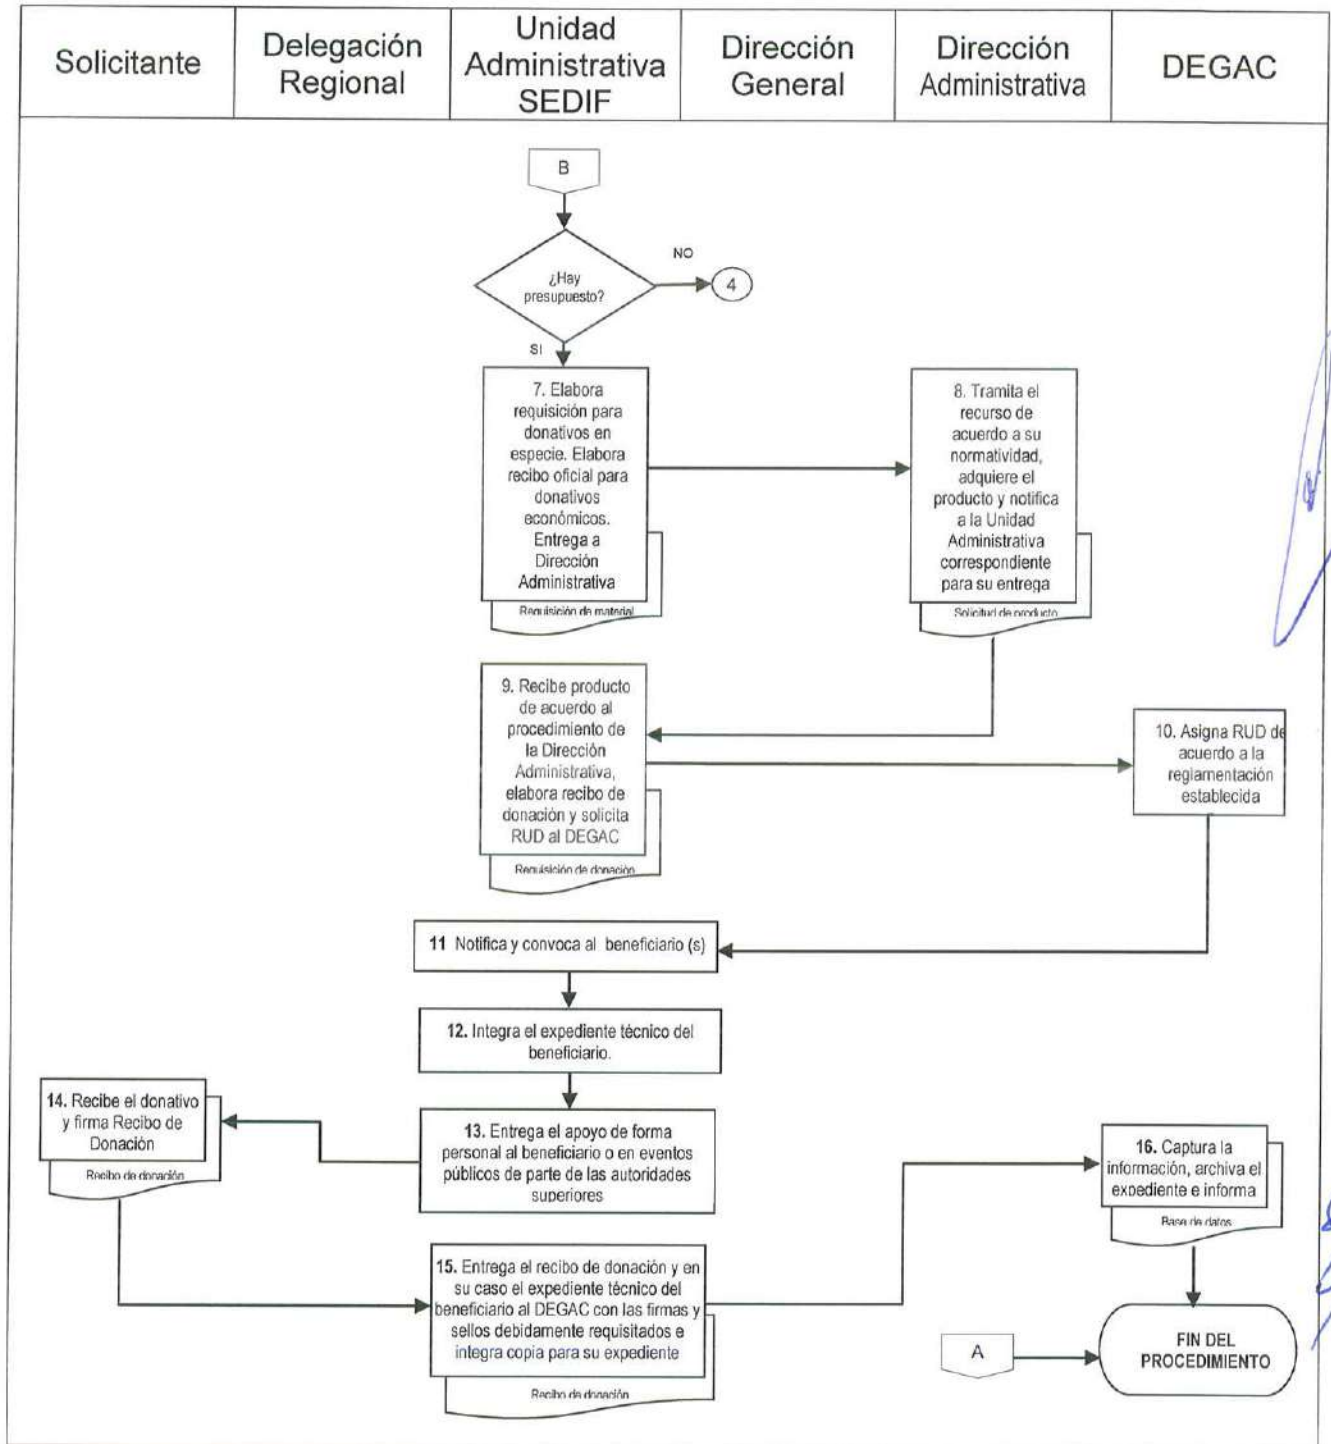 Solicitante
Delegación
Regional
Unidad
Administrativa
SEDIF
Dirección
General
Dirección
Administrativa
DEGAC
B
¿Hay
presupuesto?
NO
4
SI
7. Elabora
requisición para
donativos en
especie. Elabora
recibo oficial para
donativos
económicos.
Entrega a
Dirección
Administrativa
Requisición de material
8. Tramita el
recurso de
acuerdo a su
normatividad,
adquiere el
producto y notifica
a la Unidad
Administrativa
correspondiente
para su entrega
Solicitud de producto
9. Recibe producto
de acuerdo al
procedimiento de
la Dirección
Administrativa,
elabora recibo de
donación y solicita
RUD al DEGAC
Requisición de donación
10. Asigna RUD de
acuerdo a la
reglamentación
establecida
11 Notifica y convoca al beneficiario (s)
12. Integra el expediente técnico del
beneficiario.
13. Entrega el apoyo de forma
personal al beneficiario o en eventos
públicos de parte de las autoridades
superiores
14. Recibe el donativo
y firma Recibo de
Donación
Recibo de donación
15. Entrega el recibo de donación y en
su caso el expediente técnico del
beneficiario al DEGAC con las firmas y
sellos debidamente requisitados e
integra copia para su expediente
Recibo de donación
16. Captura la
información, archiva el
expediente e informa
Base de datos
A
FIN DEL
PROCEDIMIENTO